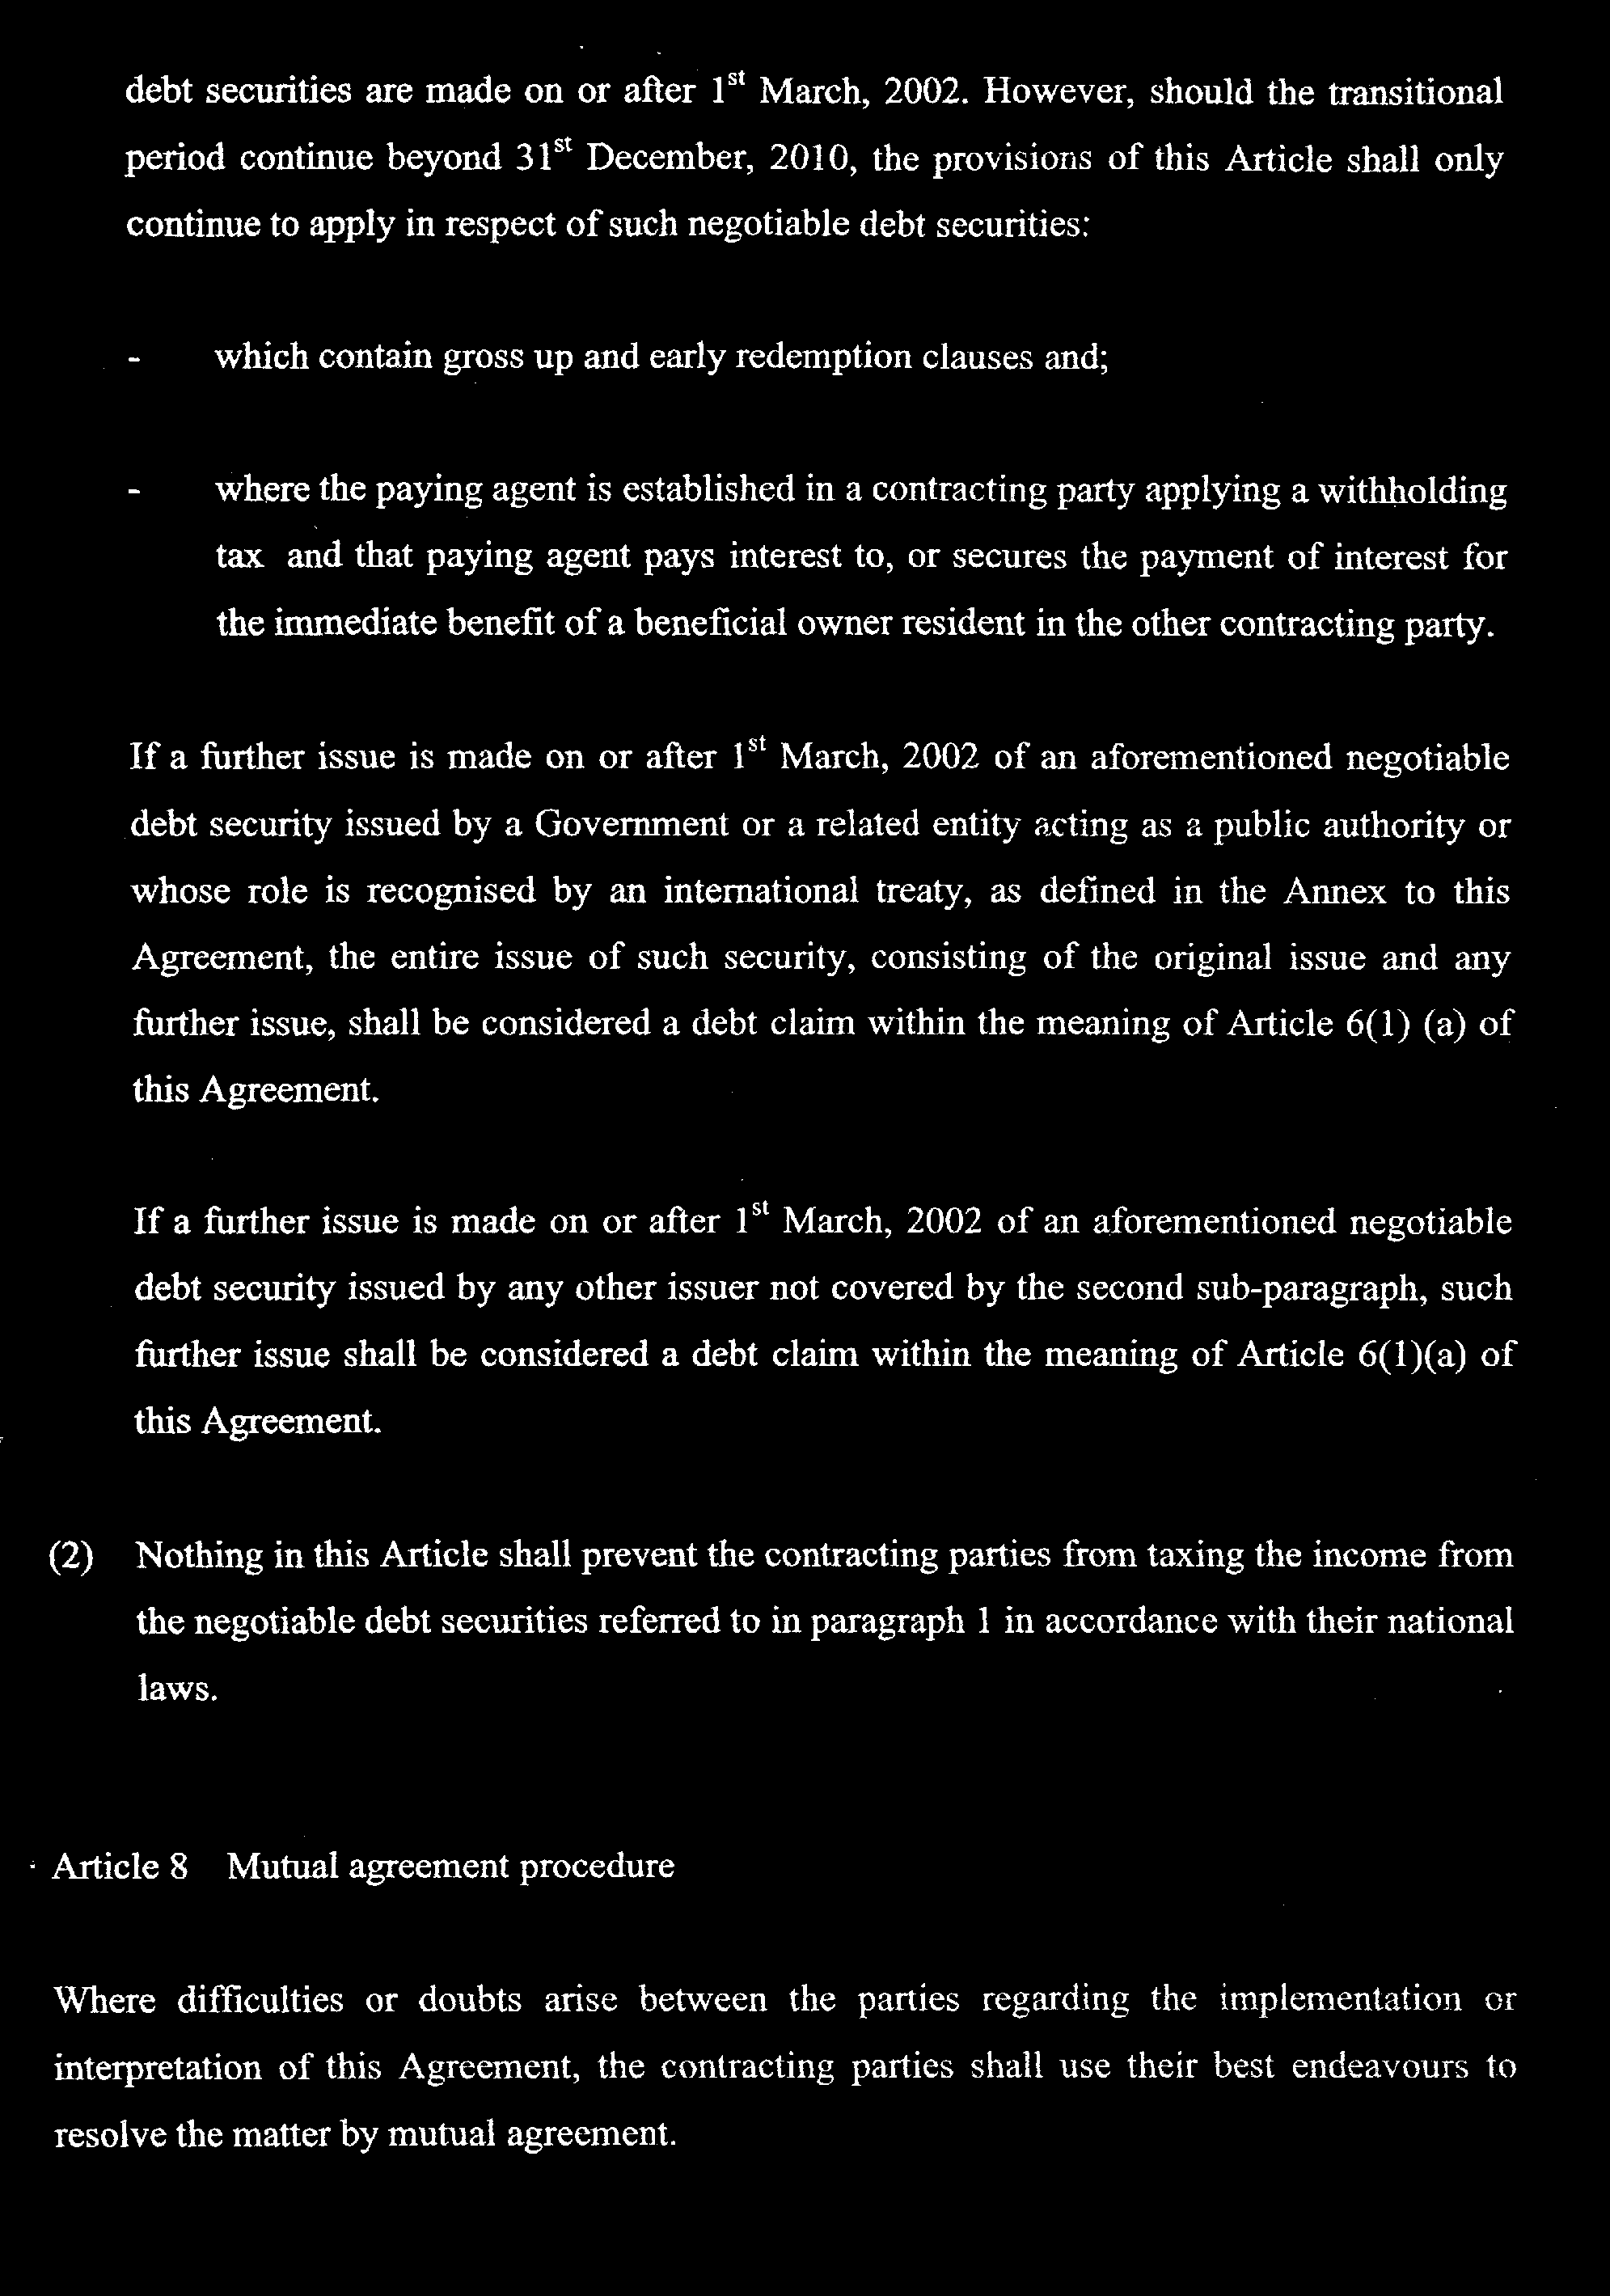 debt securities are made on or after 1st March, 2002. However, should the transitional
period continue beyond 31st December, 2010, the provisions of this Article shall only
continue to apply in respect of such negotiable debt securities:
- which contain gross up and early redemption clauses and;
- where the paying agent is established in a contracting party applying a withholding
tax and that paying agent pays interest to, or secures the payment of interest for
the immediate benefit of a beneficial owner resident in the other contracting party.
If a further issue is made on or after 1st March, 2002 of an aforementioned negotiable
debt security issued by a Government or a related entity acting as a public authority or
whose role is recognised by an international treaty, as defined in the Annex to this
Agreement, the entire issue of such security, consisting of the original issue and any
further issue, shall be considered a debt claim within the meaning of Article 6(1) (a) of
this Agreement.
If a further issue is made on or after 1st March, 2002 of an aforementioned negotiable
debt security issued by any other issuer not covered by the second sub-paragraph, such
further issue shall be considered a debt claim within the meaning of Article 6(1)(a) of
this Agreement.
(2) Nothing in this Article shall prevent the contracting parties from taxing the income from
the negotiable debt securities referred to in paragraph 1 in accordance with their national
laws.
Article 8 Mutual agreement procedure
Where difficulties or doubts arise between the parties regarding the implementation or
interpretation of this Agreement, the contracting parties shall use their best endeavours to
resolve the matter by mutual agreement.